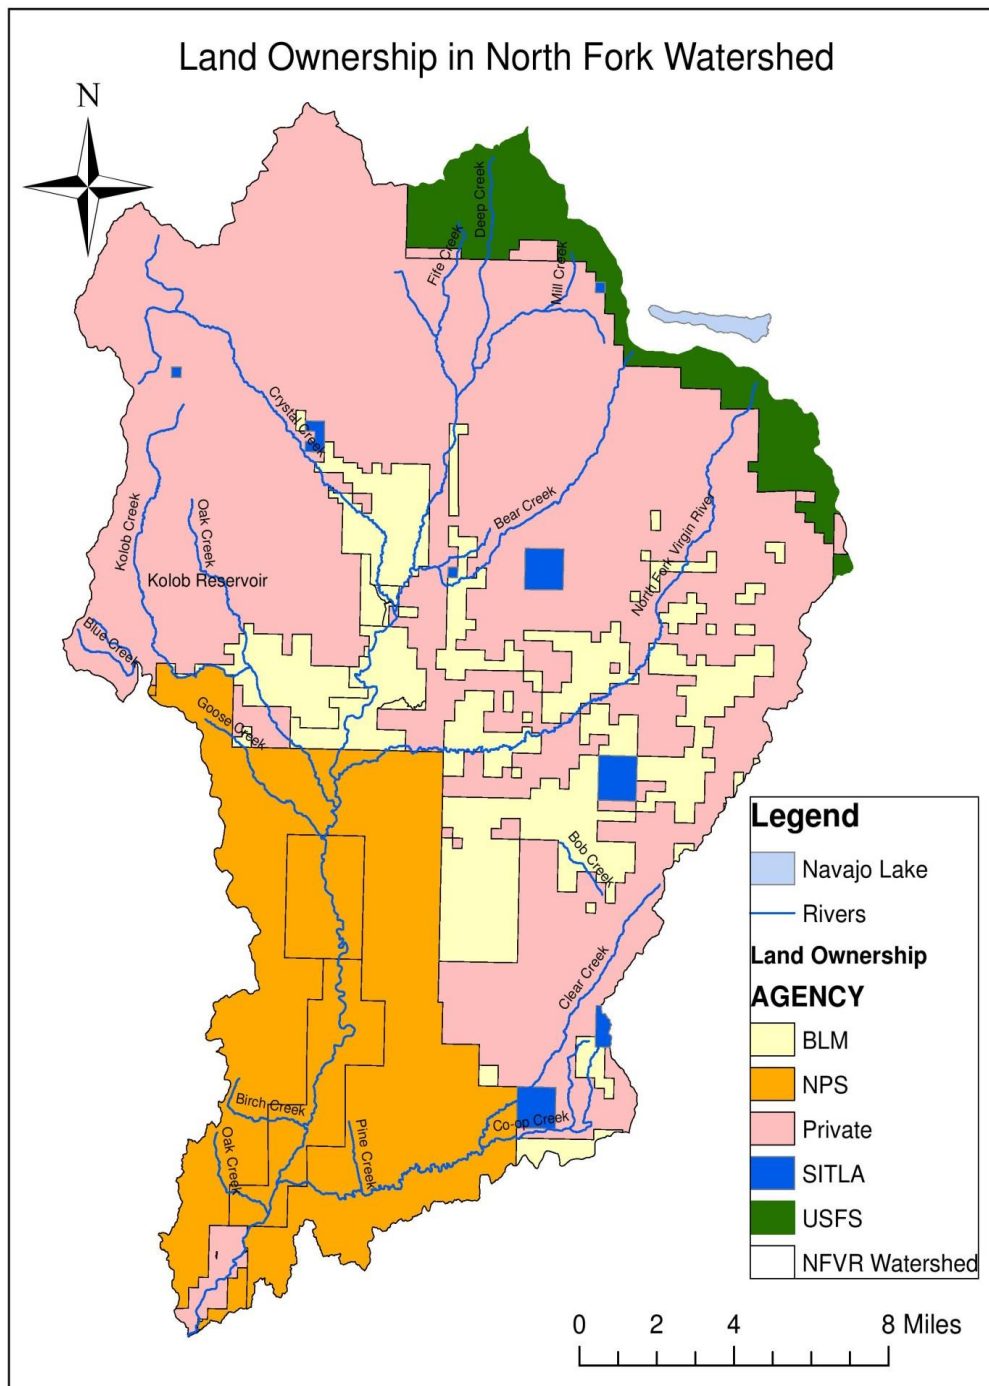 Land Ownership in North Fork Watershed
N
Deep Creek
Fife Creek
Mill Creek
Crystal Creek
Bear Creek
Kolob Creek
Oak Creek
North Fork Virgin River
Kolob Reservoir
Blue Creek
Goose Creek
Bob Creek
Clear Creek
Birch Creek
Co-op Creek
Pine Creek
Oak Creek
Legend
Navajo Lake
Rivers
Land Ownership
AGENCY
BLM
NPS
Private
SITLA
USFS
NFVR Watershed
0 2 4 8 Miles